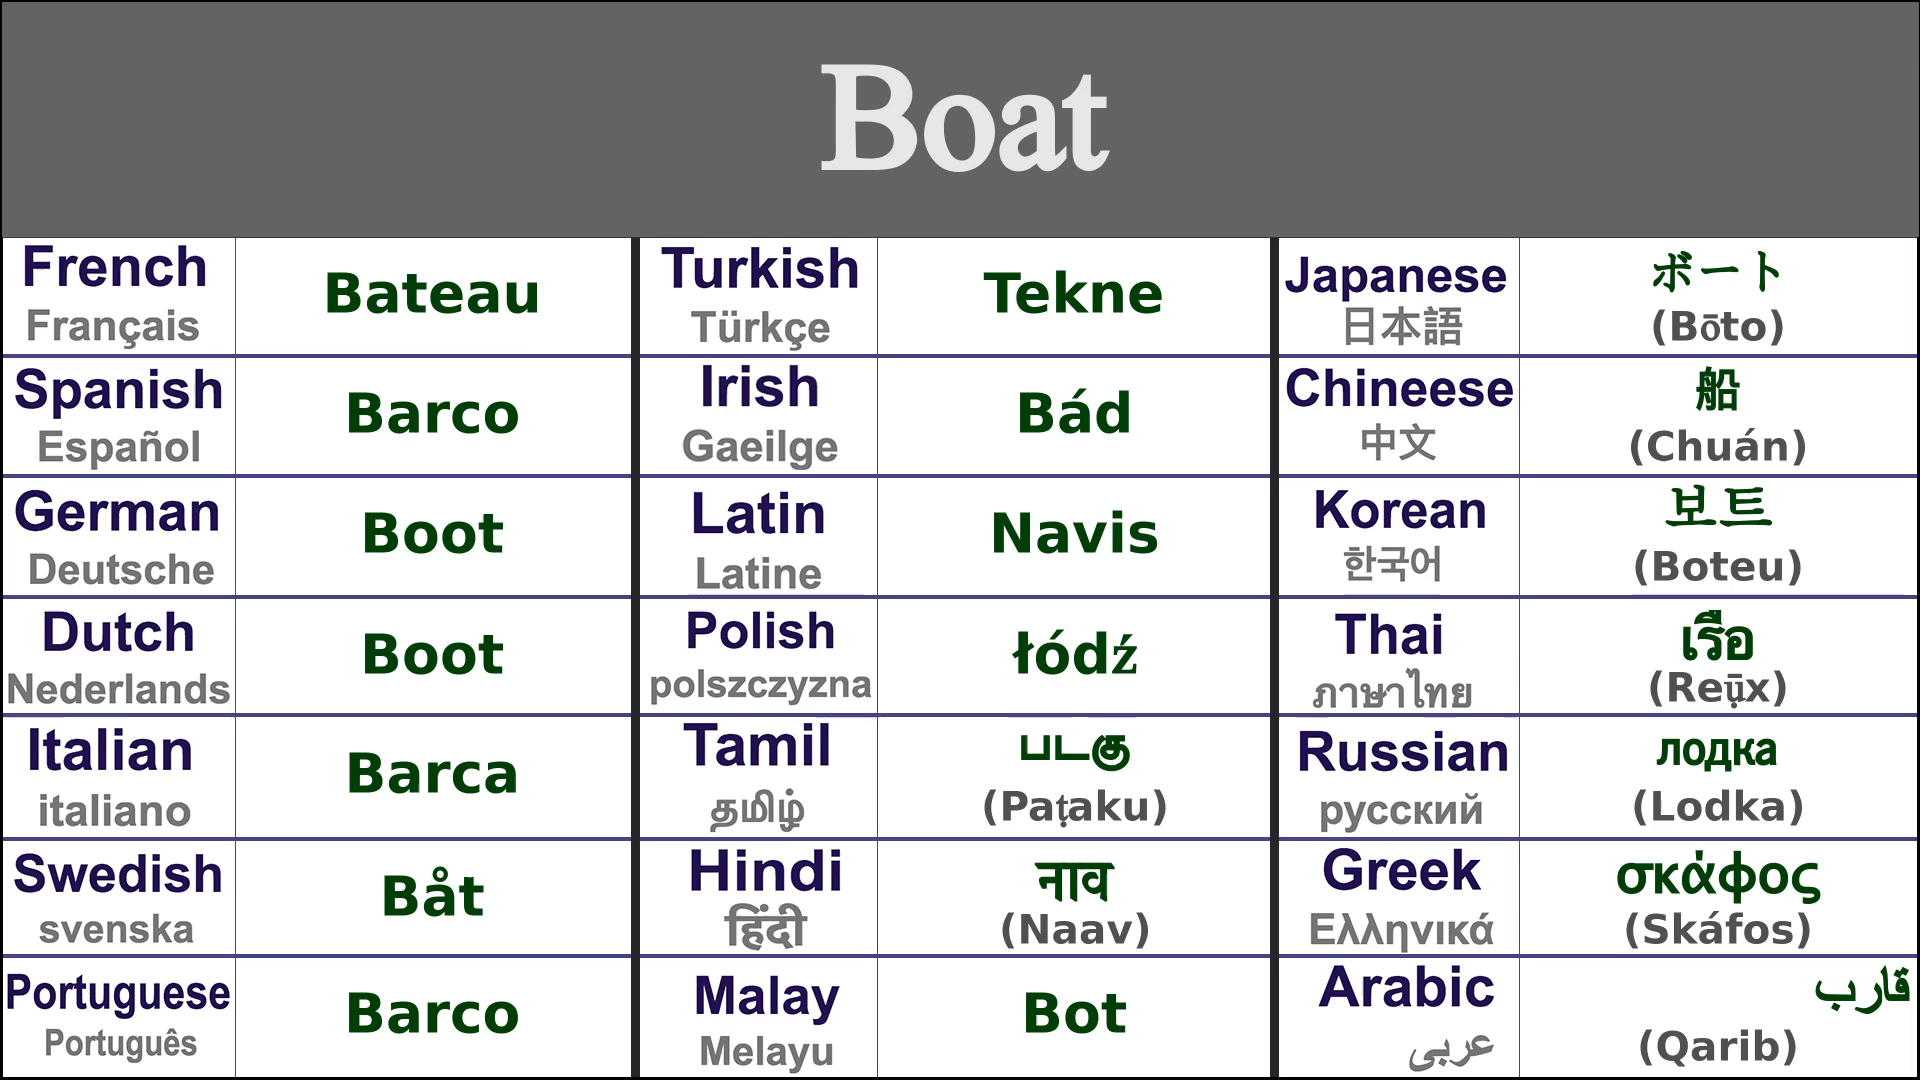 Boat
French
Français
Bateau
Turkish
Türkçe
Tekne
Japanese
日本語
ボート
(Bōto)
Spanish
Español
Barco
Irish
Gaeilge
Bád
Chineese
中文
船
(Chuán)
German
Deutsche
Boot
Latin
Latine
Navis
Korean
한국어
보트
(Boteu)
Dutch
Nederlands
Boot
Polish
polszczyzna
łódź
Thai
ภาษาไทย
เรือ
(Reụ̄x)
Italian
italiano
Barca
Tamil
தமிழ்
படகு
(Paṭaku)
Russian
русский
лодка
(Lodka)
Swedish
svenska
Båt
Hindi
हिंदी
नाव
(Naav)
Greek
Ελληνικά
σκάφος
(Skáfos)
Portuguese
Português
Barco
Malay
Melayu
Bot
Arabic
عربى
قارب
(Qarib)